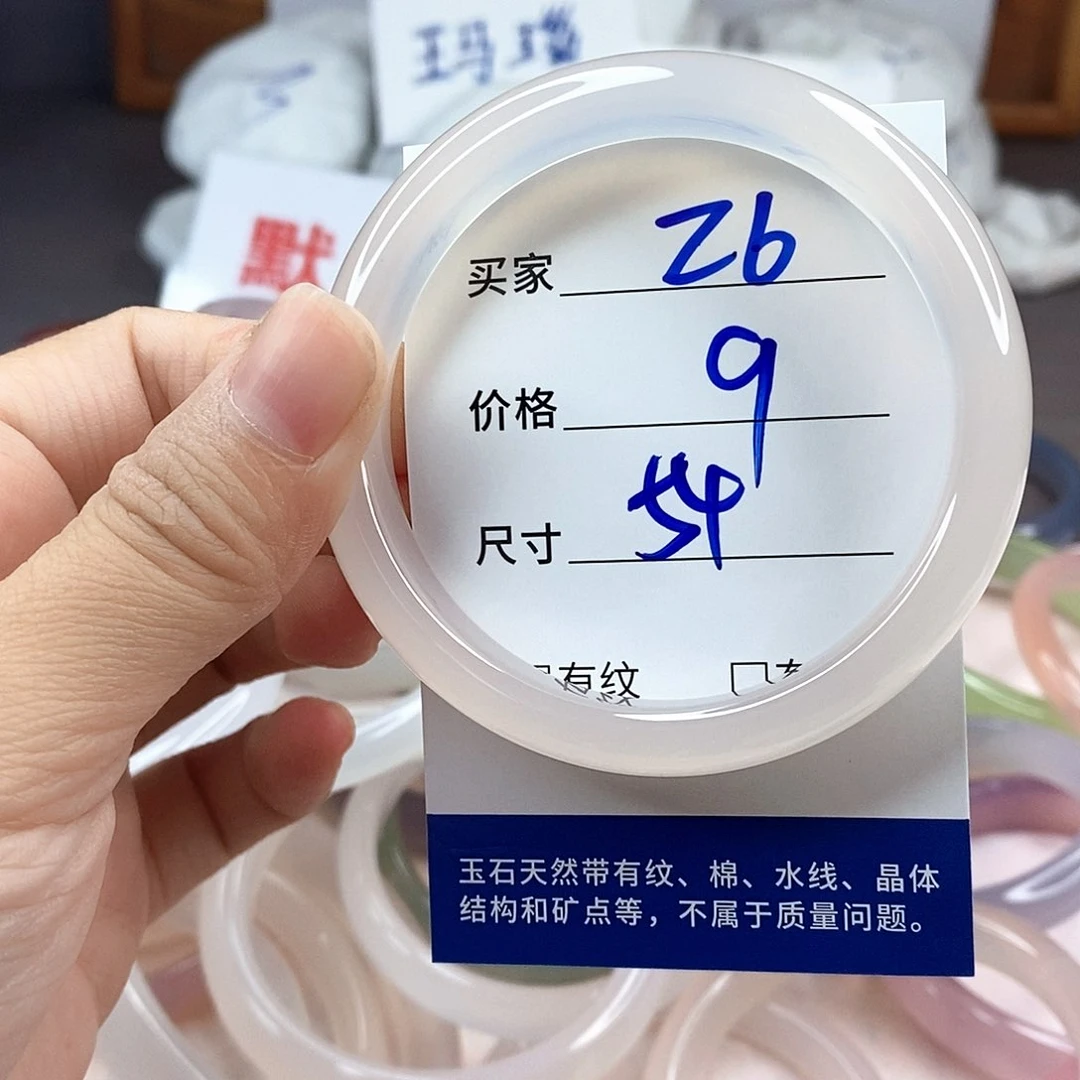 玛瑙
默
买家 26
价格 9
尺寸 54
有纹
玉石天然带有纹、棉、水线、晶体
结构和矿点等，不属于质量问题。